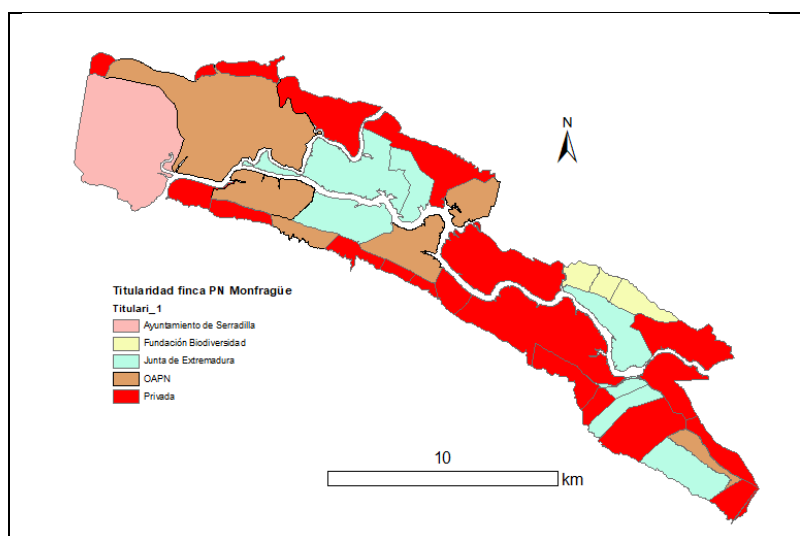 N
Titularidad finca PN Monfragüe
Titulari_1
Ayuntamiento de Serradilla
Fundación Biodiversidad
Junta de Extremadura
OAPN
Privada
10
km